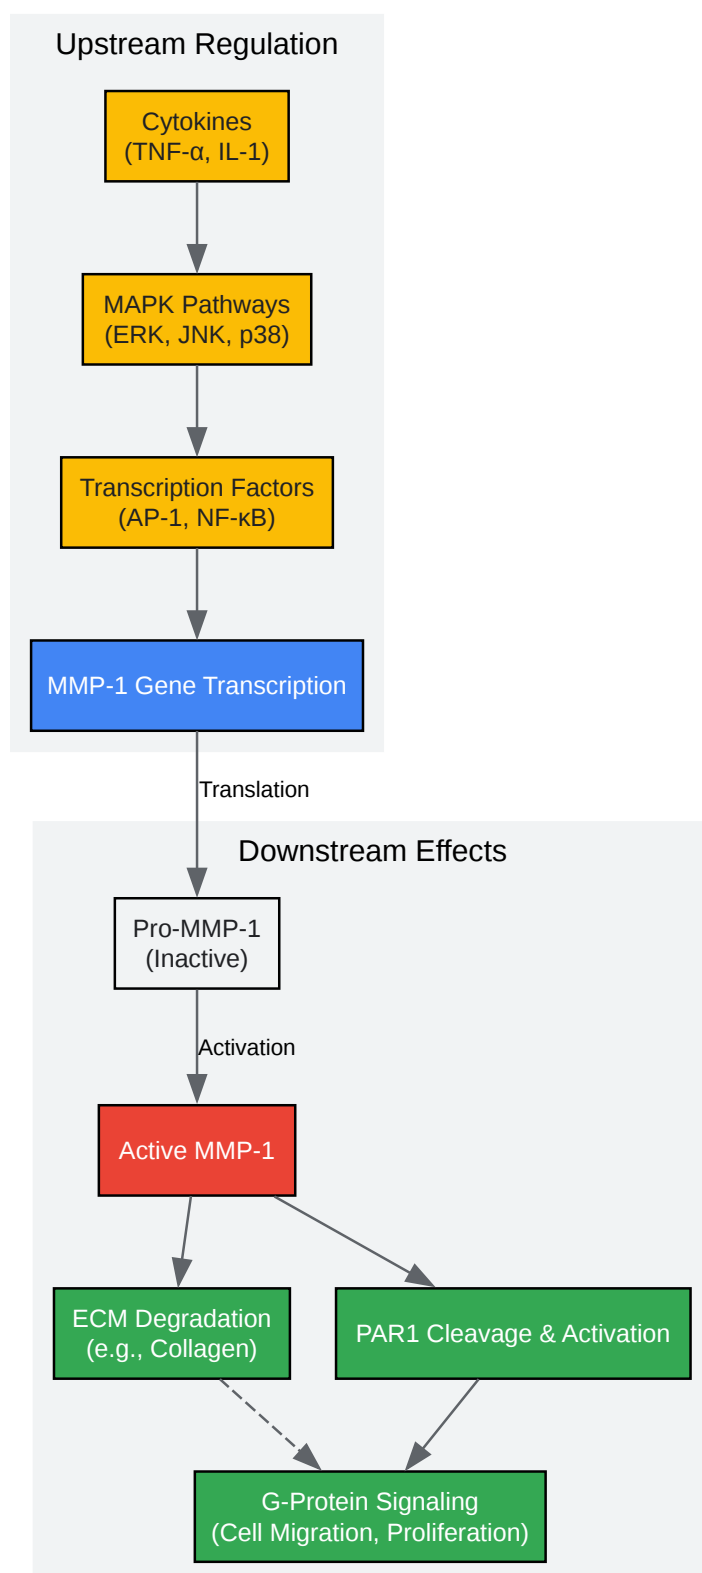 Upstream Regulation
Cytokines
(TNF-α, IL-1)
MAPK Pathways
(ERK, JNK, p38)
Transcription Factors
(AP-1, NF-κB)
MMP-1 Gene Transcription
Translation
Downstream Effects
Pro-MMP-1
(Inactive)
Activation
Active MMP-1
ECM Degradation
(e.g., Collagen)
PAR1 Cleavage & Activation
G-Protein Signaling
(Cell Migration, Proliferation)